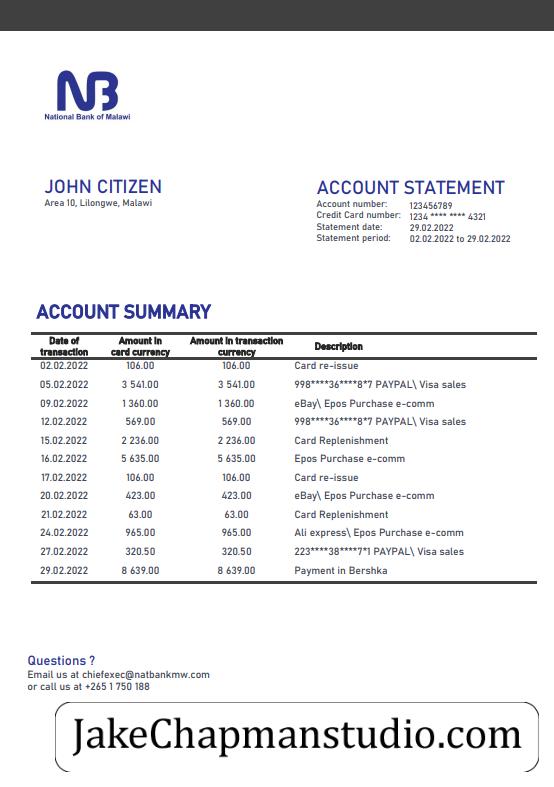 NB
National Bank of Malawi
JOHN CITIZEN
Area 10, Lilongwe, Malawi
ACCOUNT STATEMENT
Account number: 123456789
Credit Card number: 1234 **** **** 4321
Statement date: 29.02.2022
Statement period: 02.02.2022 to 29.02.2022
ACCOUNT SUMMARY
Date of transaction Amount in card currency Amount in transaction currency Description
02.02.2022 106.00 106.00 Card re-issue
05.02.2022 3 541.00 3 541.00 998****36****8*7 PAYPAL\ Visa sales
09.02.2022 1 360.00 1 360.00 eBay\ Epos Purchase e-comm
12.02.2022 569.00 569.00 998****36****8*7 PAYPAL\ Visa sales
15.02.2022 2 236.00 2 236.00 Card Replenishment
16.02.2022 5 635.00 5 635.00 Epos Purchase e-comm
17.02.2022 106.00 106.00 Card re-issue
20.02.2022 423.00 423.00 eBay\ Epos Purchase e-comm
21.02.2022 63.00 63.00 Card Replenishment
24.02.2022 965.00 965.00 Ali express\ Epos Purchase e-comm
27.02.2022 320.50 320.50 223****38****7*1 PAYPAL\ Visa sales
29.02.2022 8 639.00 8 639.00 Payment in Bershka
Questions ?
Email us at chiefexec@natbankmw.com
or call us at +265 1 750 188
JakeChapmanstudio.com